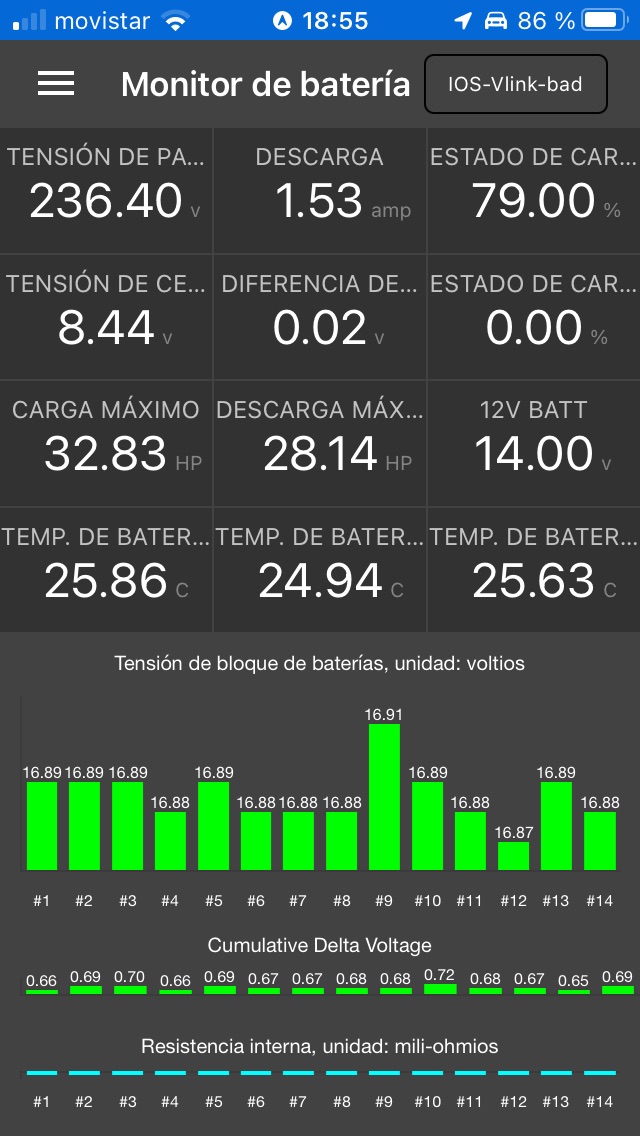 movistar 18:55 86 %
Monitor de batería IOS-Vlink-bad
TENSIÓN DE PA... DESCARGA ESTADO DE CAR...
236.40 v 1.53 amp 79.00 %
TENSIÓN DE CE... DIFERENCIA DE... ESTADO DE CAR...
8.44 v 0.02 v 0.00 %
CARGA MÁXIMO DESCARGA MÁX... 12V BATT
32.83 HP 28.14 HP 14.00 v
TEMP. DE BATER... TEMP. DE BATER... TEMP. DE BATER...
25.86 C 24.94 C 25.63 C
Tensión de bloque de baterías, unidad: voltios
16.89 16.89 16.89 16.88 16.89 16.88 16.88 16.88 16.91 16.89 16.88 16.87 16.89 16.88
#1 #2 #3 #4 #5 #6 #7 #8 #9 #10 #11 #12 #13 #14
Cumulative Delta Voltage
0.66 0.69 0.70 0.66 0.69 0.67 0.67 0.68 0.68 0.72 0.68 0.67 0.65 0.69
Resistencia interna, unidad: mili-ohmios
#1 #2 #3 #4 #5 #6 #7 #8 #9 #10 #11 #12 #13 #14